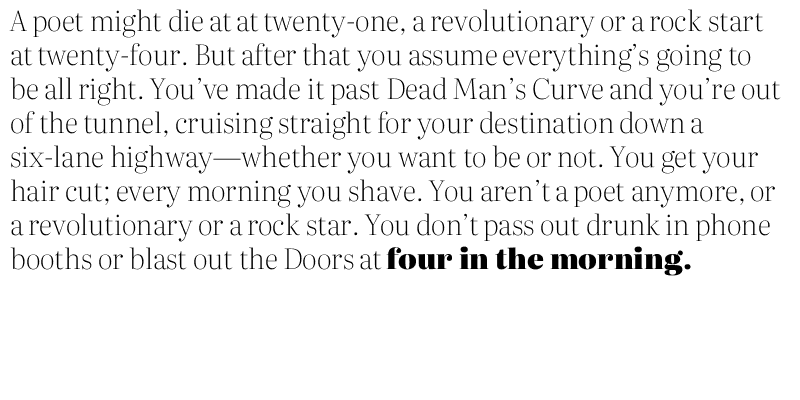 A poet might die at at twenty-one, a revolutionary or a rock start
at twenty-four. But after that you assume everything’s going to
be all right. You’ve made it past Dead Man’s Curve and you’re out
of the tunnel, cruising straight for your destination down a
six-lane highway—whether you want to be or not. You get your
hair cut; every morning you shave. You aren’t a poet anymore, or
a revolutionary or a rock star. You don’t pass out drunk in phone
booths or blast out the Doors at four in the morning.